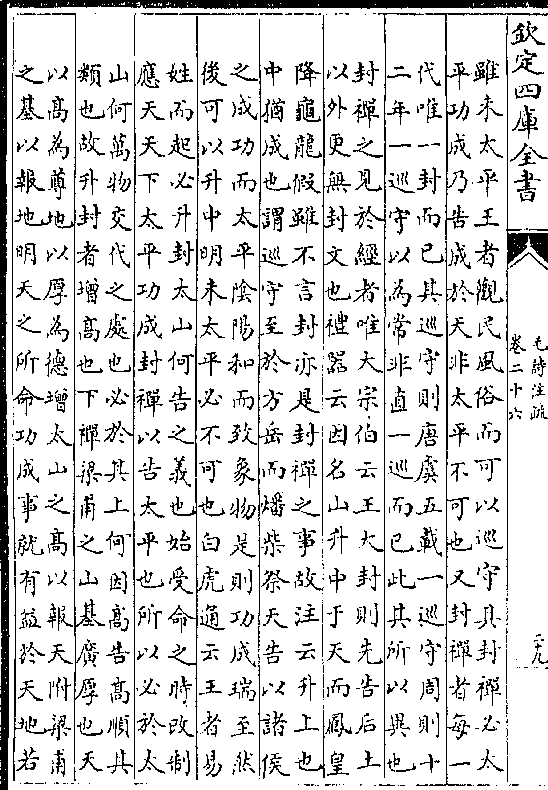 欽定四庫全書
毛詩注疏
卷二十六
二十九
雖未太平王者觀民風俗而可以巡守其封禪必太
平功成乃告成於天非太平不可也又封禪者每一
代唯一封而已其巡守則唐虞五載一巡守周則十
二年一巡守以為常非直一巡而已此其所以異也
封禪之見於經者唯大宗伯云王大封則先告后土
以外更無封文也禮器云因名山升中于天而鳳皇
降龜龍假雖不言封亦是封禪之事故注云升上也
中猶成也謂巡守至於方岳而燔柴祭天告以諸侯
之成功而太平隂陽和而致象物是則功成瑞至然
後可以升中明未太平必不可也白虎通云王者易
姓而起必升封太山何告之義也始受命之時改制
應天天下太平功成封禪以告太平也所以必於太
山何萬物交代之處也必於其上何因髙告髙順其
類也故升封者增髙也下禪梁甫之山基廣厚也天
以髙為尊地以厚為德增太山之髙以報天附梁甫
之基以報地明天之所命功成事就有益於天地若